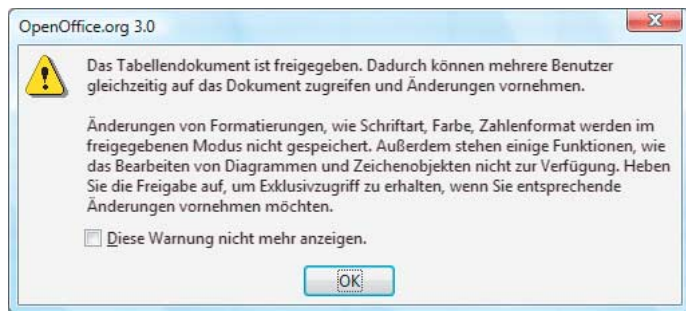 OpenOffice.org 3.0
Das Tabellendokument ist freigegeben. Dadurch können mehrere Benutzer
gleichzeitig auf das Dokument zugreifen und Änderungen vornehmen.
Änderungen von Formatierungen, wie Schriftart, Farbe, Zahlenformat werden im
freigegebenen Modus nicht gespeichert. Außerdem stehen einige Funktionen, wie
das Bearbeiten von Diagrammen und Zeichenobjekten nicht zur Verfügung. Heben
Sie die Freigabe auf, um Exklusivzugriff zu erhalten, wenn Sie entsprechende
Änderungen vornehmen möchten.
Diese Warnung nicht mehr anzeigen.
OK